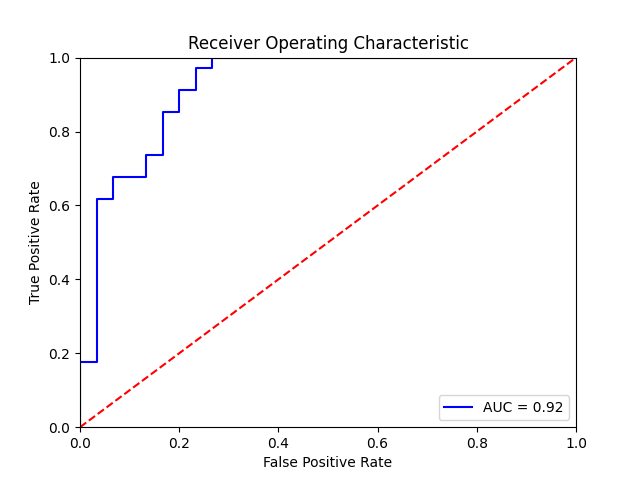 Receiver Operating Characteristic
1.0
0.8
0.6
0.4
0.2
0.0
True Positive Rate
AUC = 0.92
0.0 0.2 0.4 0.6 0.8 1.0
False Positive Rate